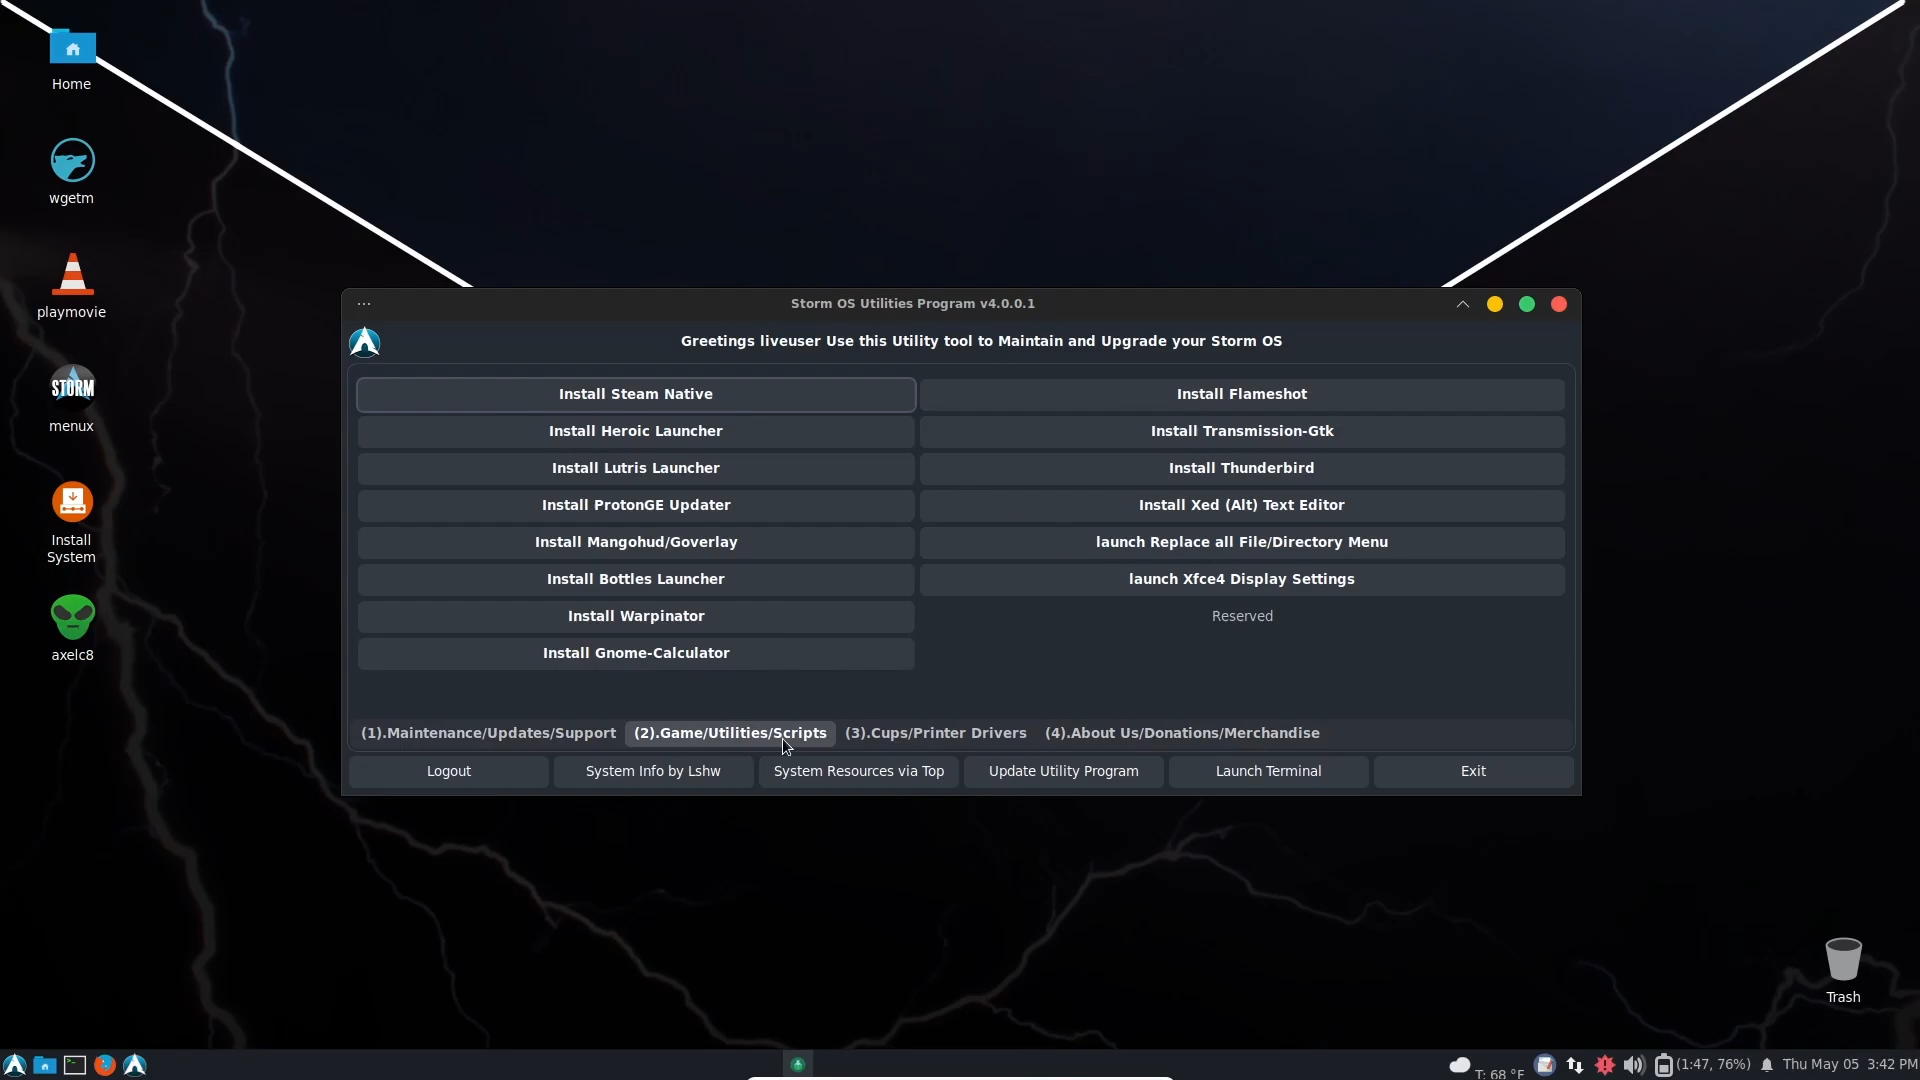 Home
wgetm
playmovie
STORM
menux
Install
System
axelc8
Storm OS Utilities Program v4.0.0.1
Greetings liveuser Use this Utility tool to Maintain and Upgrade your Storm OS
Install Steam Native
Install Flameshot
Install Heroic Launcher
Install Transmission-Gtk
Install Lutris Launcher
Install Thunderbird
Install ProtonGE Updater
Install Xed (Alt) Text Editor
Install Mangohud/Goverlay
launch Replace all File/Directory Menu
Install Bottles Launcher
launch Xfce4 Display Settings
Install Warpinator
Reserved
Install Gnome-Calculator
(1).Maintenance/Updates/Support (2).Game/Utilities/Scripts (3).Cups/Printer Drivers (4).About Us/Donations/Merchandise
Logout System Info by Lshw System Resources via Top Update Utility Program Launch Terminal Exit
Trash
T: 68 °F (1:47, 76%) Thu May 05 3:42 PM